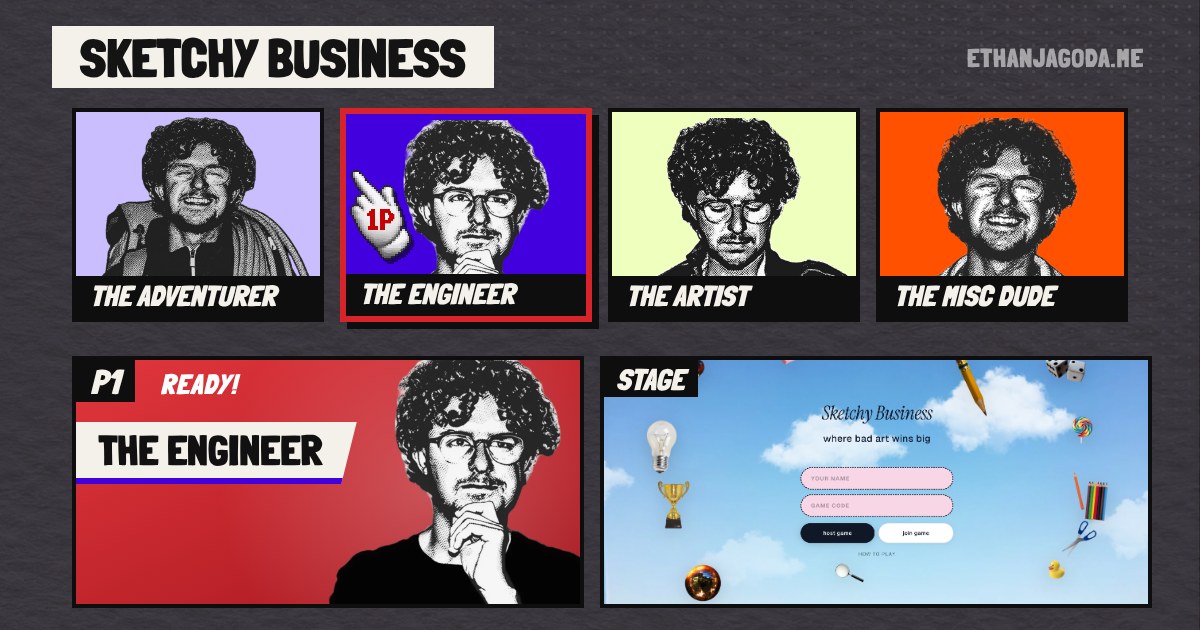 SKETCHY BUSINESS
ETHANJAGODA.ME
1P
THE ADVENTURER
THE ENGINEER
THE ARTIST
THE MISC DUDE
P1
READY!
THE ENGINEER
STAGE
Sketchy Business
where bad art wins big
YOUR NAME
GAME CODE
host game
join game
HOW TO PLAY